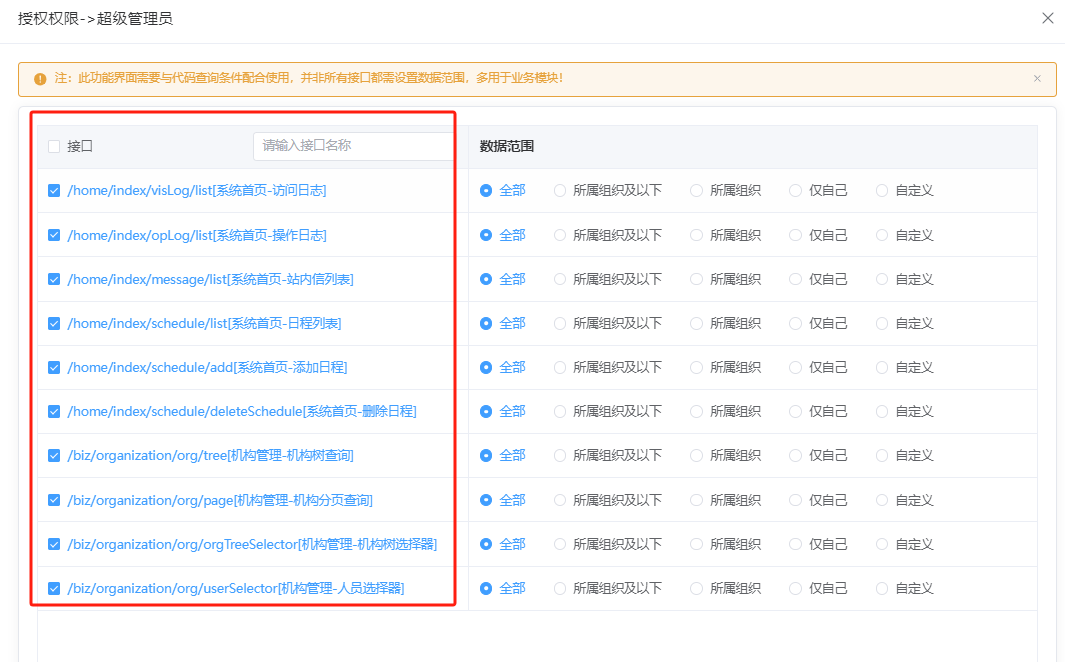 授权权限->超级管理员
注：此功能界面需要与代码查询条件配合使用，并非所有接口都需设置数据范围，多用于业务模块！
接口 请输入接口名称 数据范围
/home/index/visLog/list[系统首页-访问日志] 全部 所属组织及以下 所属组织 仅自己 自定义
/home/index/opLog/list[系统首页-操作日志] 全部 所属组织及以下 所属组织 仅自己 自定义
/home/index/message/list[系统首页-站内信列表] 全部 所属组织及以下 所属组织 仅自己 自定义
/home/index/schedule/list[系统首页-日程列表] 全部 所属组织及以下 所属组织 仅自己 自定义
/home/index/schedule/add[系统首页-添加日程] 全部 所属组织及以下 所属组织 仅自己 自定义
/home/index/schedule/deleteSchedule[系统首页-删除日程] 全部 所属组织及以下 所属组织 仅自己 自定义
/biz/organization/org/tree[机构管理-机构树查询] 全部 所属组织及以下 所属组织 仅自己 自定义
/biz/organization/org/page[机构管理-机构分页查询] 全部 所属组织及以下 所属组织 仅自己 自定义
/biz/organization/org/orgTreeSelector[机构管理-机构树选择器] 全部 所属组织及以下 所属组织 仅自己 自定义
/biz/organization/org/userSelector[机构管理-人员选择器] 全部 所属组织及以下 所属组织 仅自己 自定义